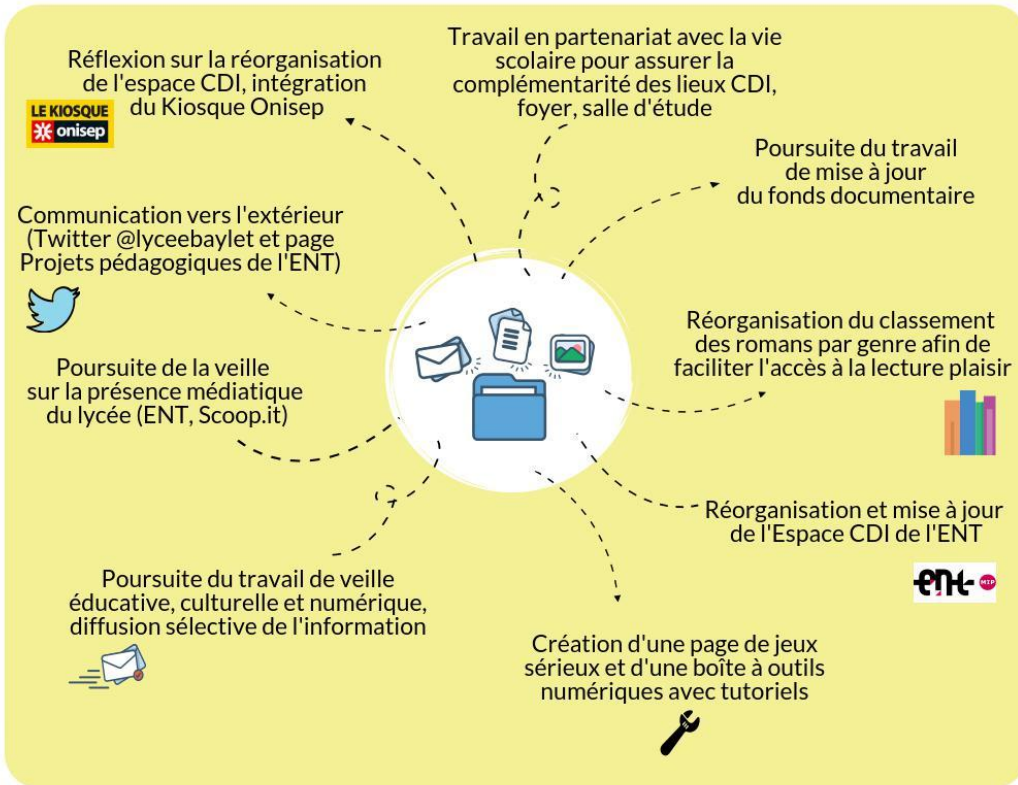 Réflexion sur la réorganisation
de l'espace CDI, intégration
du Kiosque Onisep
LE KIOSQUE
onisep
Travail en partenariat avec la vie
scolaire pour assurer la
complémentarité des lieux CDI,
foyer, salle d'étude
Poursuite du travail
de mise à jour
du fonds documentaire
Communication vers l'extérieur
(Twitter @lyceebaylet et page
Projets pédagogiques de l'ENT)
Réorganisation du classement
des romans par genre afin de
faciliter l'accès à la lecture plaisir
Poursuite de la veille
sur la présence médiatique
du lycée (ENT, Scoop.it)
Réorganisation et mise à jour
de l'Espace CDI de l'ENT
ent MIP
Poursuite du travail de veille
éducative, culturelle et numérique,
diffusion sélective de l'information
Création d'une page de jeux
sérieux et d'une boîte à outils
numériques avec tutoriels